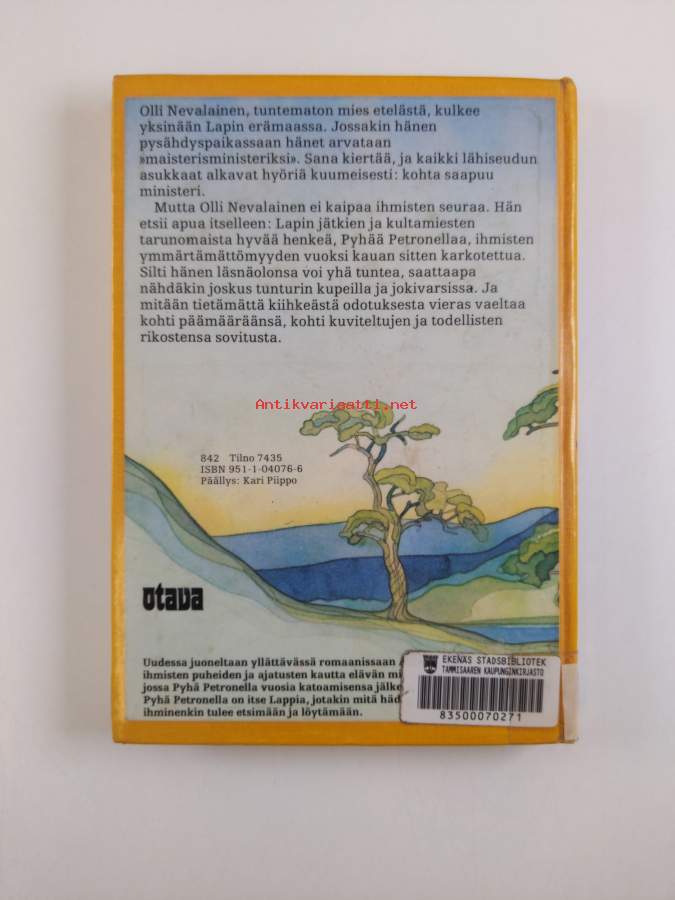 Olli Nevalainen, tuntematon mies etelästä, kulkee
yksinään Lapin erämaassa. Jossakin hänen
pysähdyspaikassaan hänet arvataan
»maisterisministeriksi». Sana kiertää, ja kaikki lähiseudun
asukkaat alkavat hyöriä kuumeisesti: kohta saapuu
ministeri.
Mutta Olli Nevalainen ei kaipaa ihmisten seuraa. Hän
etsii apua itselleen: Lapin jätkien ja kultamiesten
tarunomaista hyvää henkeä, Pyhää Petronellaa, ihmisten
ymmärtämättömyyden vuoksi kauan sitten karkotettua.
Silti hänen läsnäolonsa voi yhä tuntea, saattaapa
nähdäkin joskus tunturin kupeilla ja jokivarsissa. Ja
mitään tietämättä kiihkeästä odotuksesta vieras vaeltaa
kohti päämääräänsä, kohti kuviteltujen ja todellisten
rikostensa sovitusta.
Antikvariaatti.net
842 Tilno 7435
ISBN 951-1-04076-6
Päällys: Kari Piippo
otava
Uudessa juoneltaan yllättävässä romaanissaan
ihmisten puheiden ja ajatusten kautta elävän
jossa Pyhä Petronella vuosia katoamisensa
Pyhä Petronella on itse Lappia, jotakin mitä
ihminenkin tulee etsimään ja löytämään.
EKENÄS STADSBIBLIOTEK
TAMMISAAREN KAUPUNGINKIRJASTO
83500070271